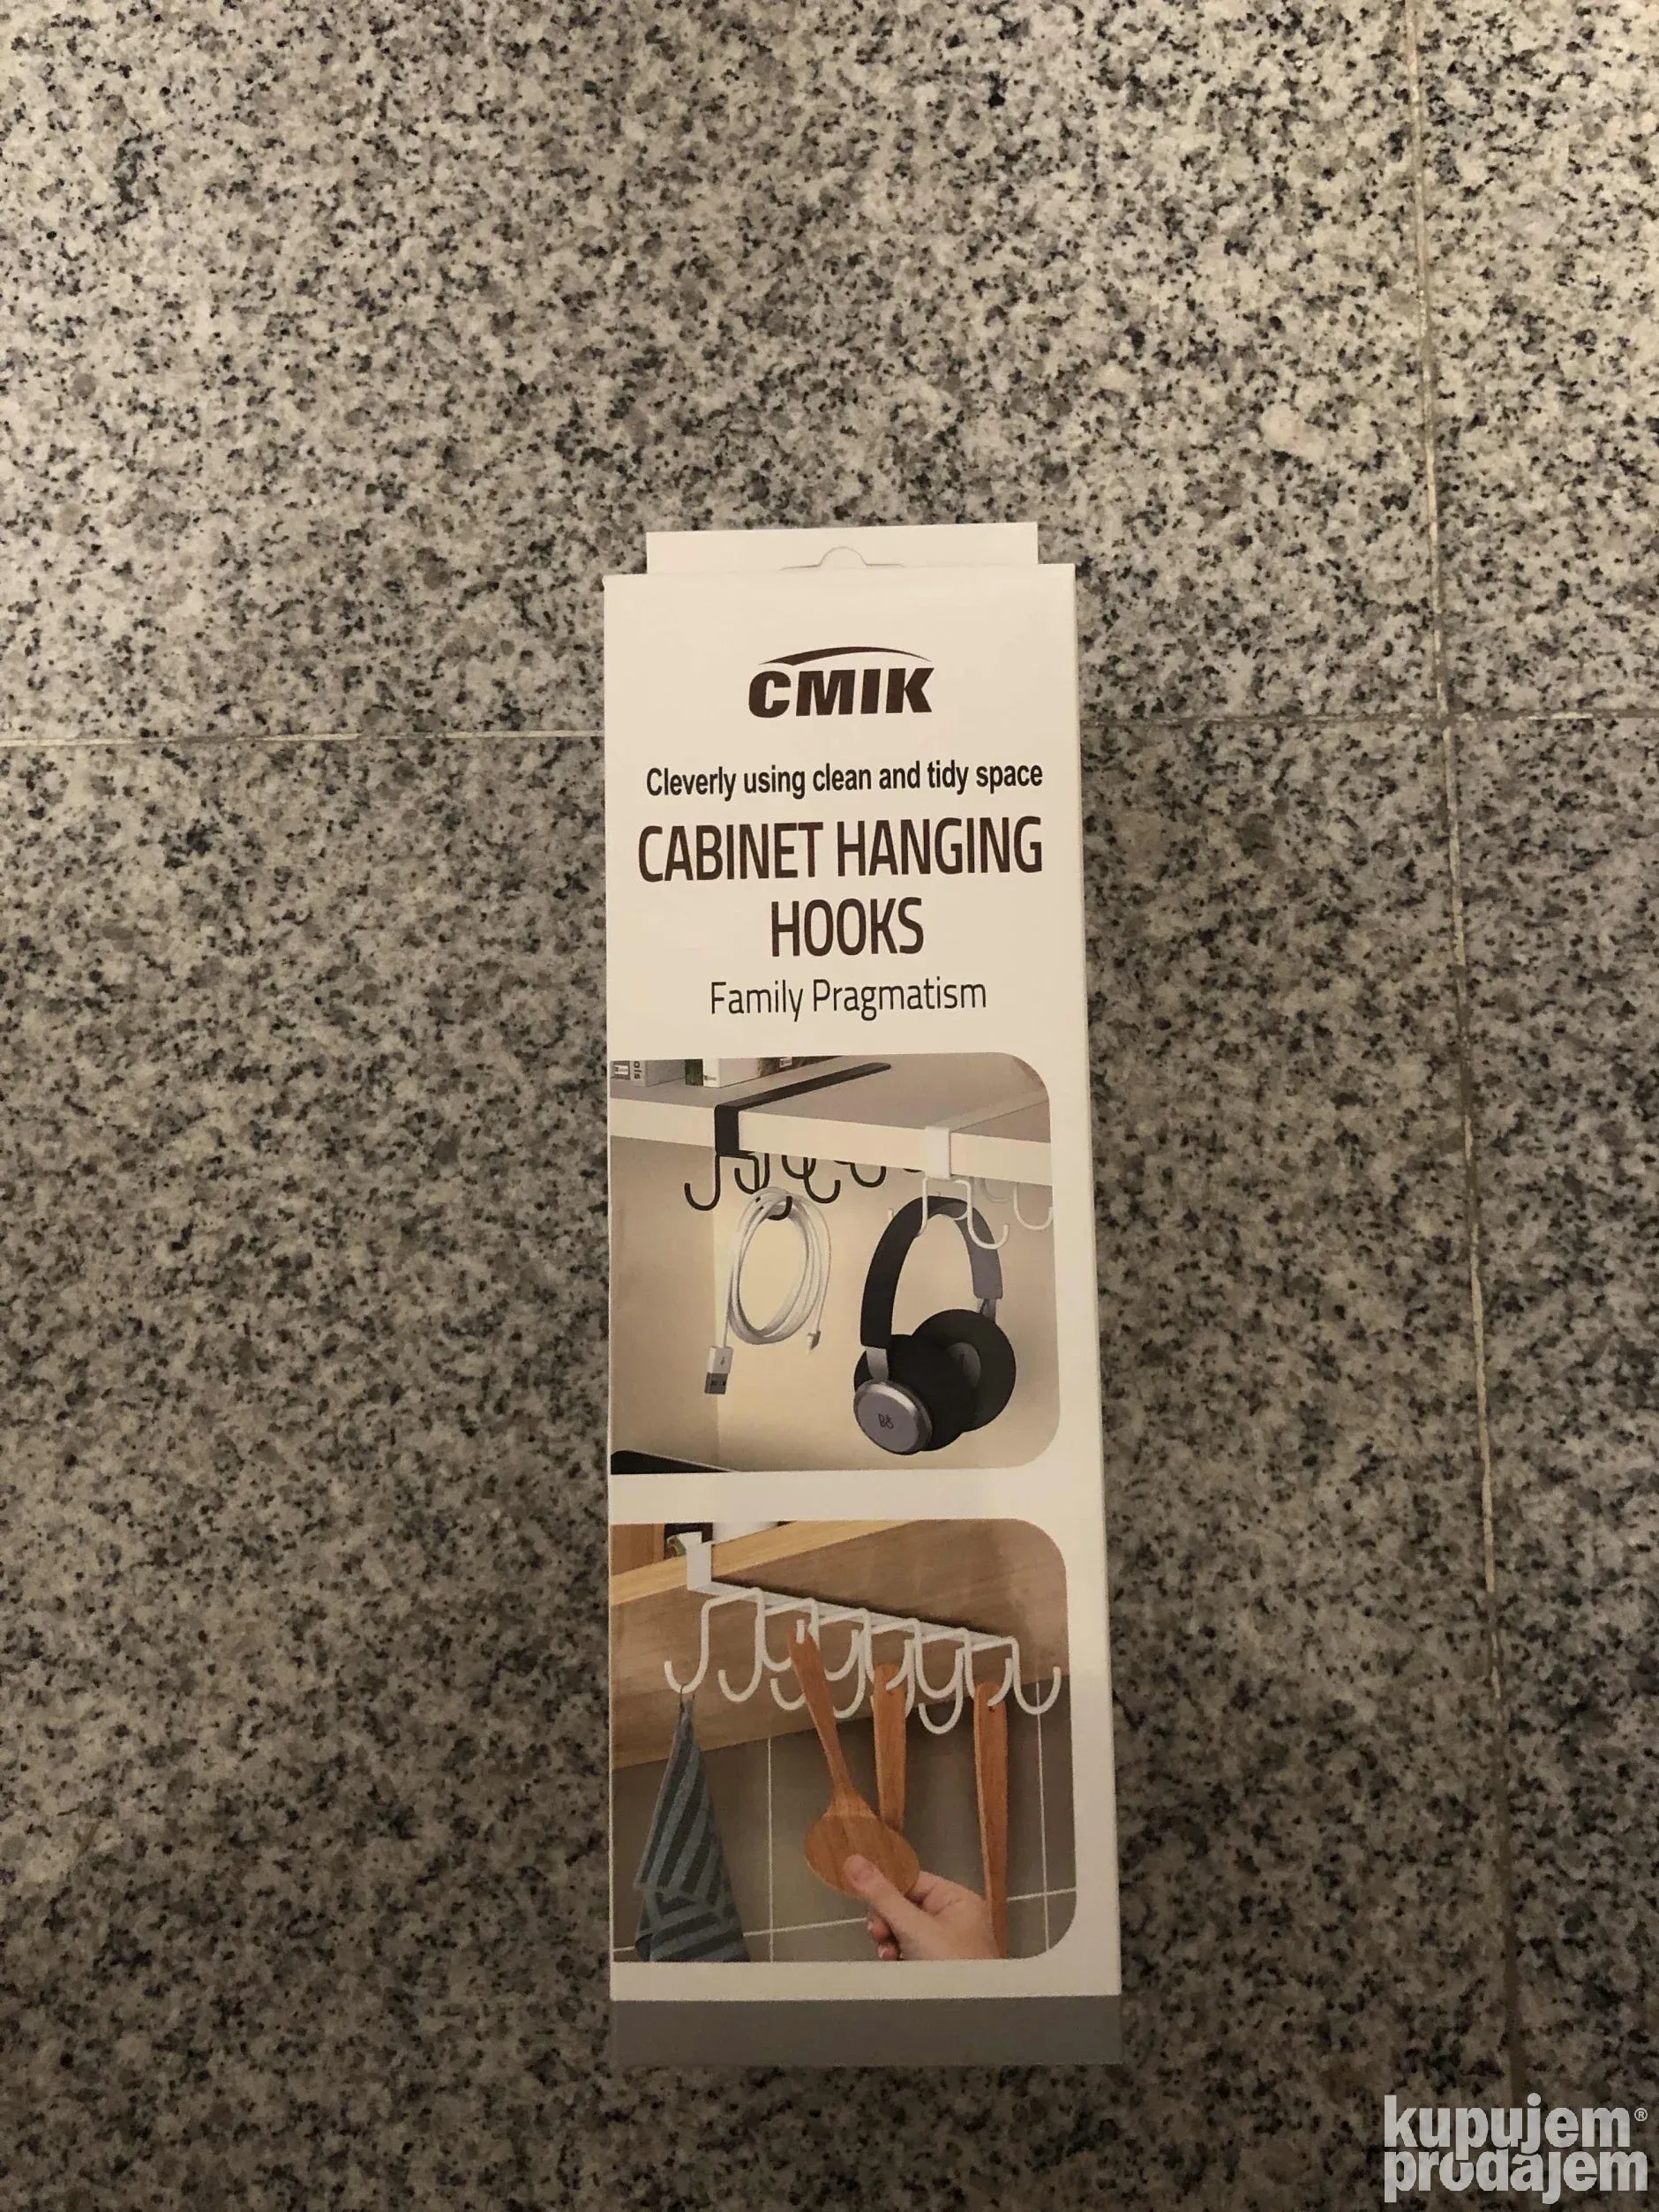 CMIK
Cleverly using clean and tidy space
CABINET HANGING
HOOKS
Family Pragmatism
kupujem®
prodajem